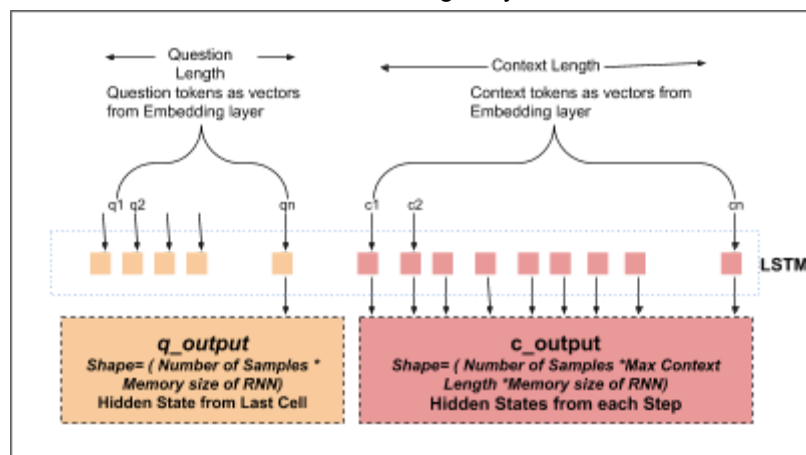 Question
Length
Question tokens as vectors
from Embedding layer
Context Length
Context tokens as vectors from
Embedding layer
q1 q2 qn c1 c2 cn
LSTM
q_output
Shape= ( Number of Samples *
Memory size of RNN)
Hidden State from Last Cell
c_output
Shape= ( Number of Samples *Max Context
Length *Memory size of RNN)
Hidden States from each Step